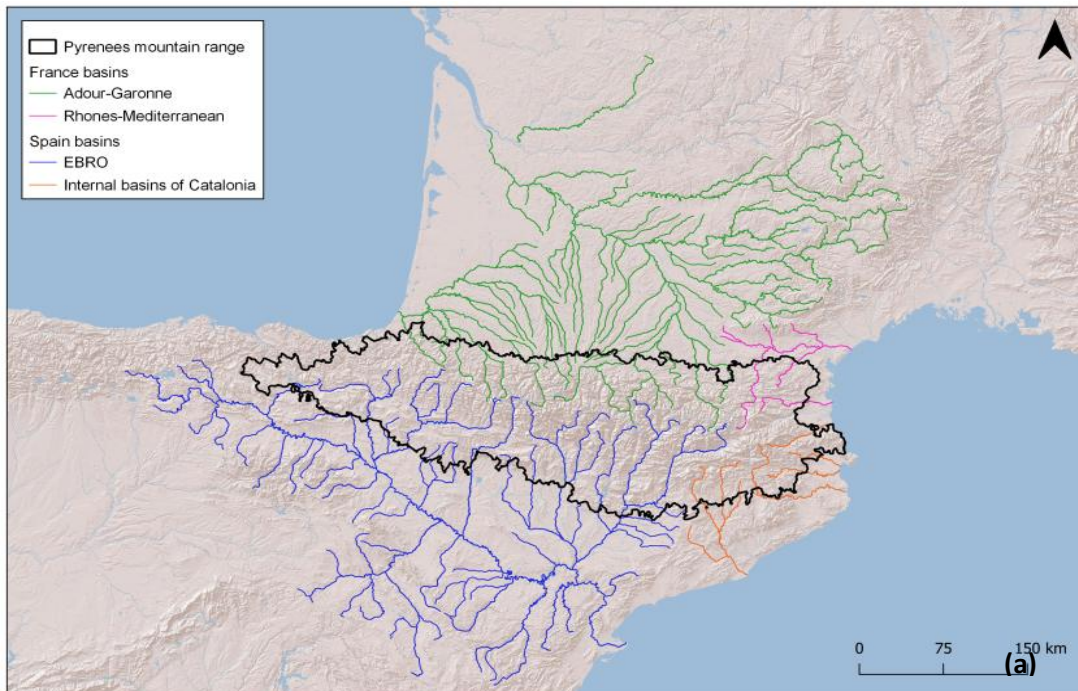 Pyrenees mountain range
France basins
Adour-Garonne
Rhones-Mediterranean
Spain basins
EBRO
Internal basins of Catalonia
0 75 150 km
(a)